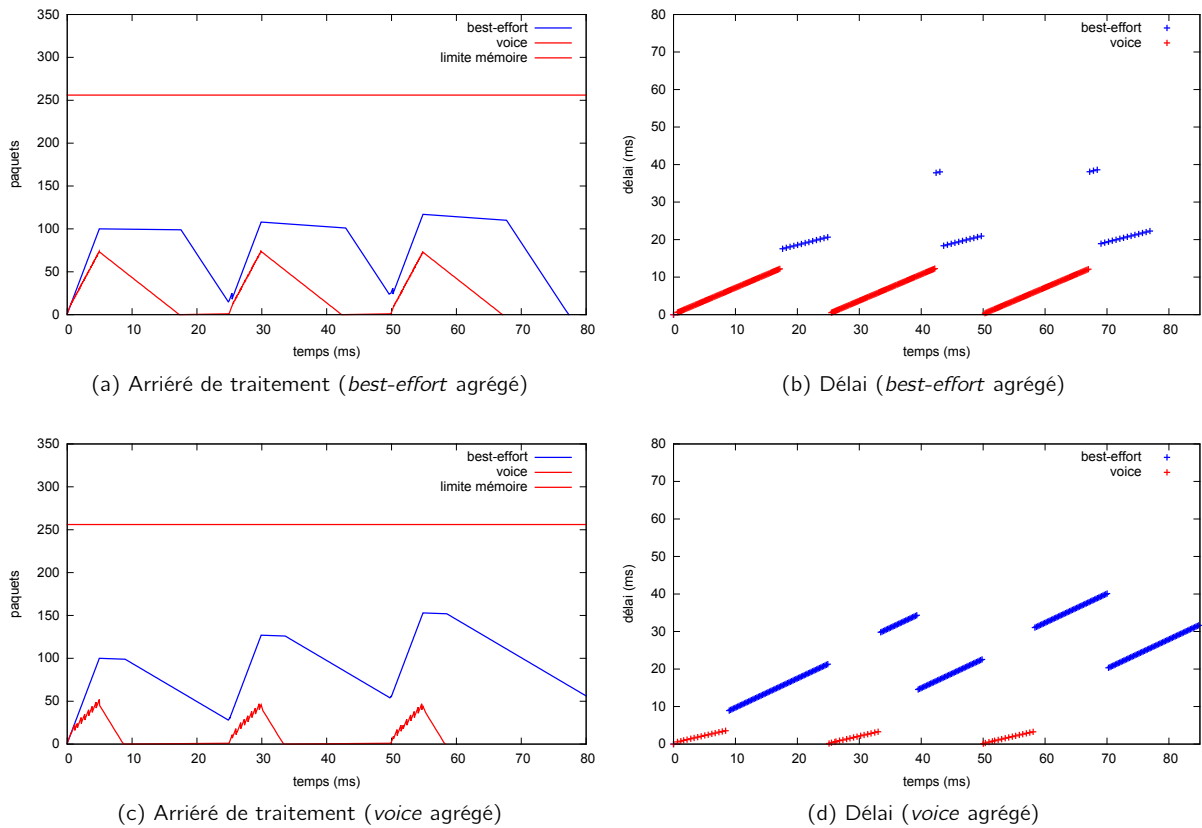 350
300
250
200
150
100
50
0
paquets
0 10 20 30 40 50 60 70 80
temps (ms)
best-effort
voice
limite mémoire
(a) Arriéré de traitement (best-effort agrégé)
80
70
60
50
40
30
20
10
0
délai (ms)
0 10 20 30 40 50 60 70 80
temps (ms)
best-effort
voice
(b) Délai (best-effort agrégé)
350
300
250
200
150
100
50
0
paquets
0 10 20 30 40 50 60 70 80
temps (ms)
best-effort
voice
limite mémoire
(c) Arriéré de traitement (voice agrégé)
80
70
60
50
40
30
20
10
0
délai (ms)
0 10 20 30 40 50 60 70 80
temps (ms)
best-effort
voice
(d) Délai (voice agrégé)